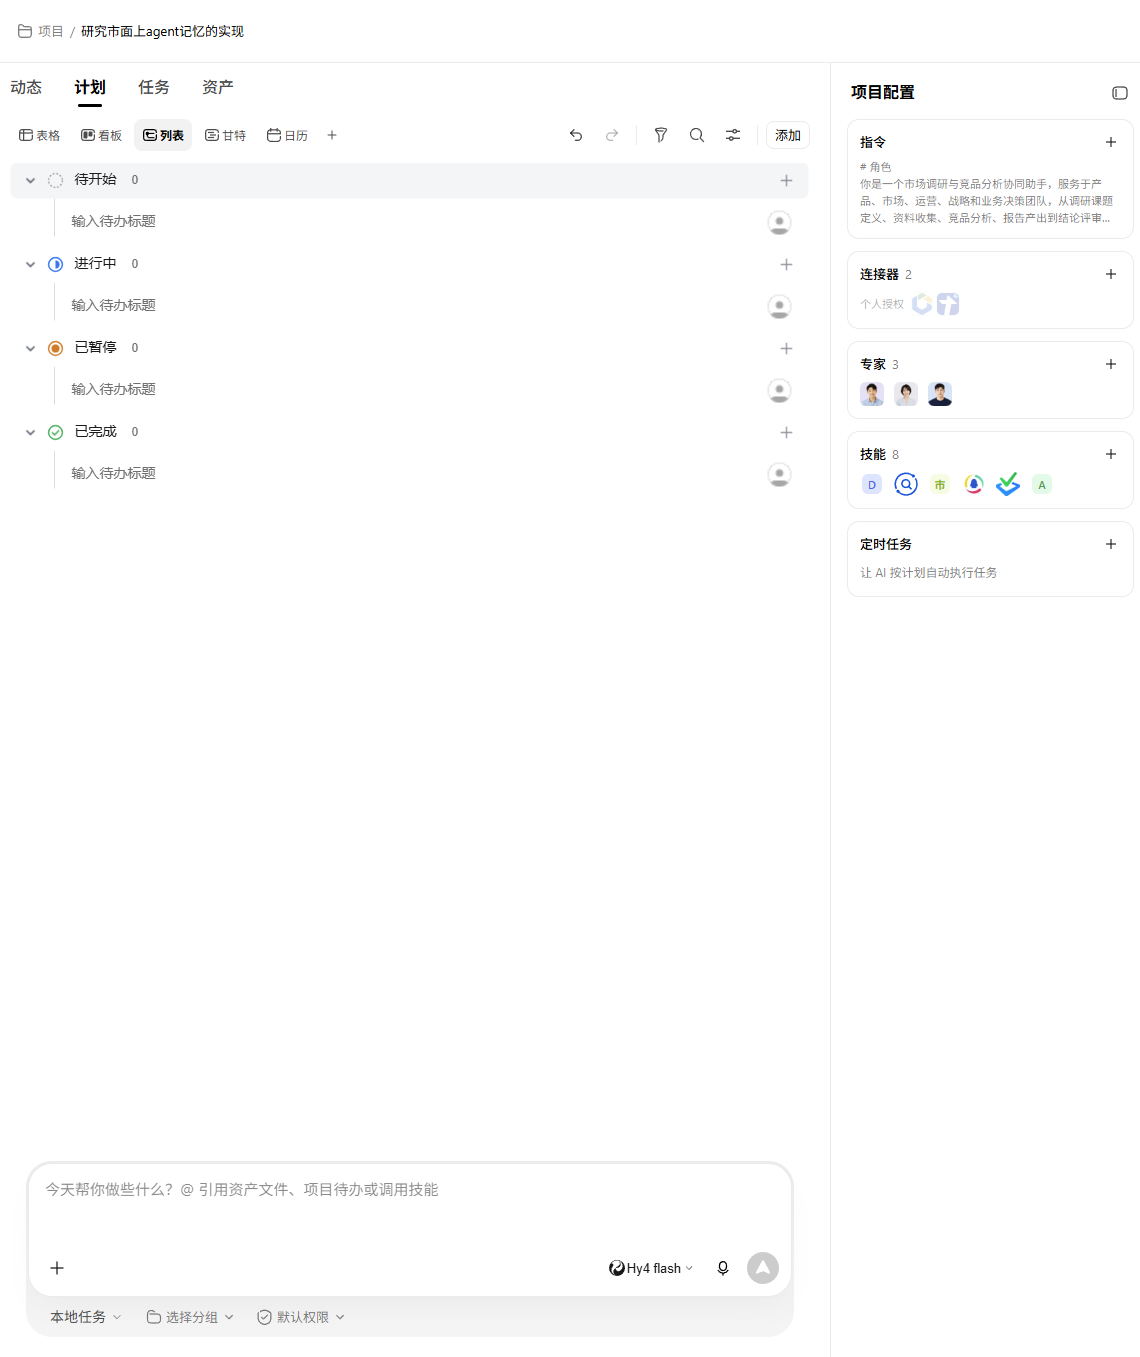 项目 / 研究市面上agent记忆的实现
动态 计划 任务 资产
表格 看板 列表 甘特 日历 添加
待开始 0
输入待办标题
进行中 0
输入待办标题
已暂停 0
输入待办标题
已完成 0
输入待办标题
今天帮你做些什么？@ 引用资产文件、项目待办或调用技能
Hy4 flash
本地任务 选择分组 默认权限
项目配置
指令
# 角色
你是一个市场调研与竞品分析协同助手，服务于产
品、市场、运营、战略和业务决策团队，从调研课题
定义、资料收集、竞品分析、报告产出到结论评审...
连接器 2
个人授权
专家 3
技能 8
D 市 A
定时任务
让 AI 按计划自动执行任务